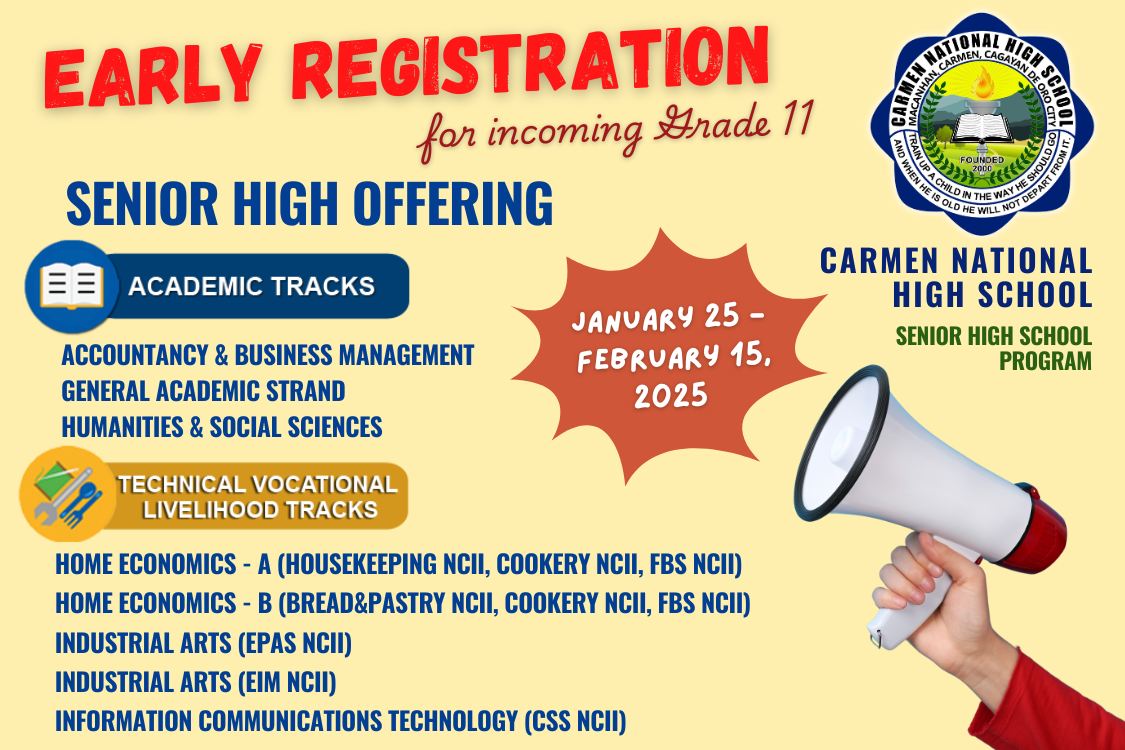 EARLY REGISTRATION
for incoming Grade 11
SENIOR HIGH OFFERING
ACADEMIC TRACKS
ACCOUNTANCY & BUSINESS MANAGEMENT
GENERAL ACADEMIC STRAND
HUMANITIES & SOCIAL SCIENCES
TECHNICAL VOCATIONAL
LIVELIHOOD TRACKS
HOME ECONOMICS - A (HOUSEKEEPING NCII, COOKERY NCII, FBS NCII)
HOME ECONOMICS - B (BREAD&PASTRY NCII, COOKERY NCII, FBS NCII)
INDUSTRIAL ARTS (EPAS NCII)
INDUSTRIAL ARTS (EIM NCII)
INFORMATION COMMUNICATIONS TECHNOLOGY (CSS NCII)
JANUARY 25 -
FEBRUARY 15,
2025
CARMEN NATIONAL HIGH SCHOOL
MACANHAN, CARMEN, CAGAYAN DE ORO CITY
FOUNDED
2000
TRAIN UP A CHILD IN THE WAY HE SHOULD GO
AND WHEN HE IS OLD HE WILL NOT DEPART FROM IT.
CARMEN NATIONAL
HIGH SCHOOL
SENIOR HIGH SCHOOL
PROGRAM